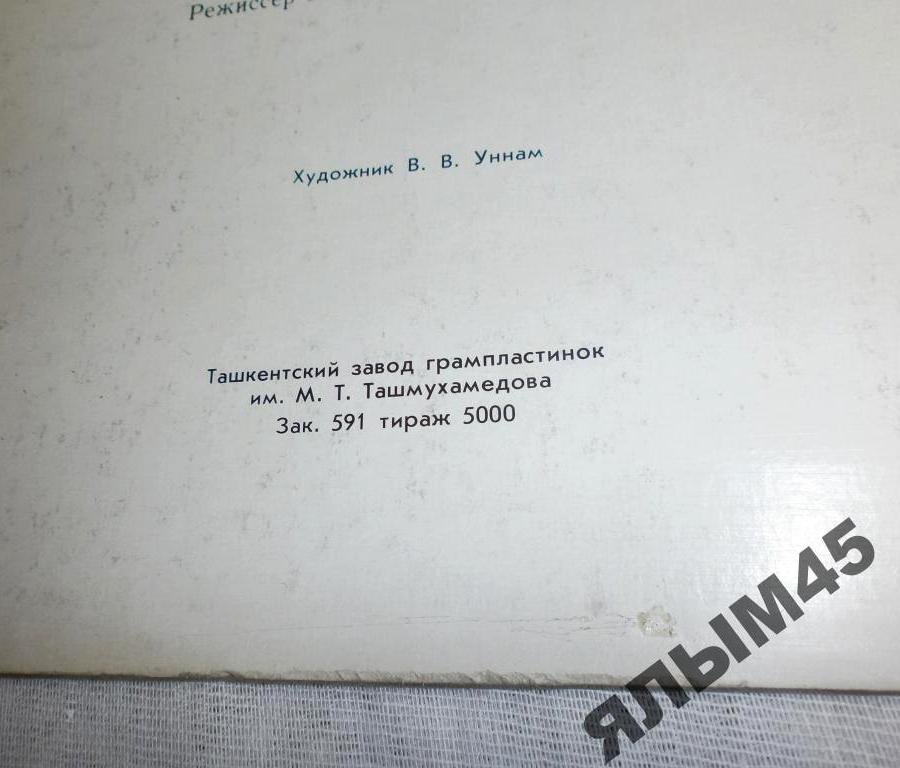 Режиссер
Художник В. В. Уннам
Ташкентский завод грампластинок
им. М. Т. Ташмухамедова
Зак. 591 тираж 5000
ЯЛЫМ45